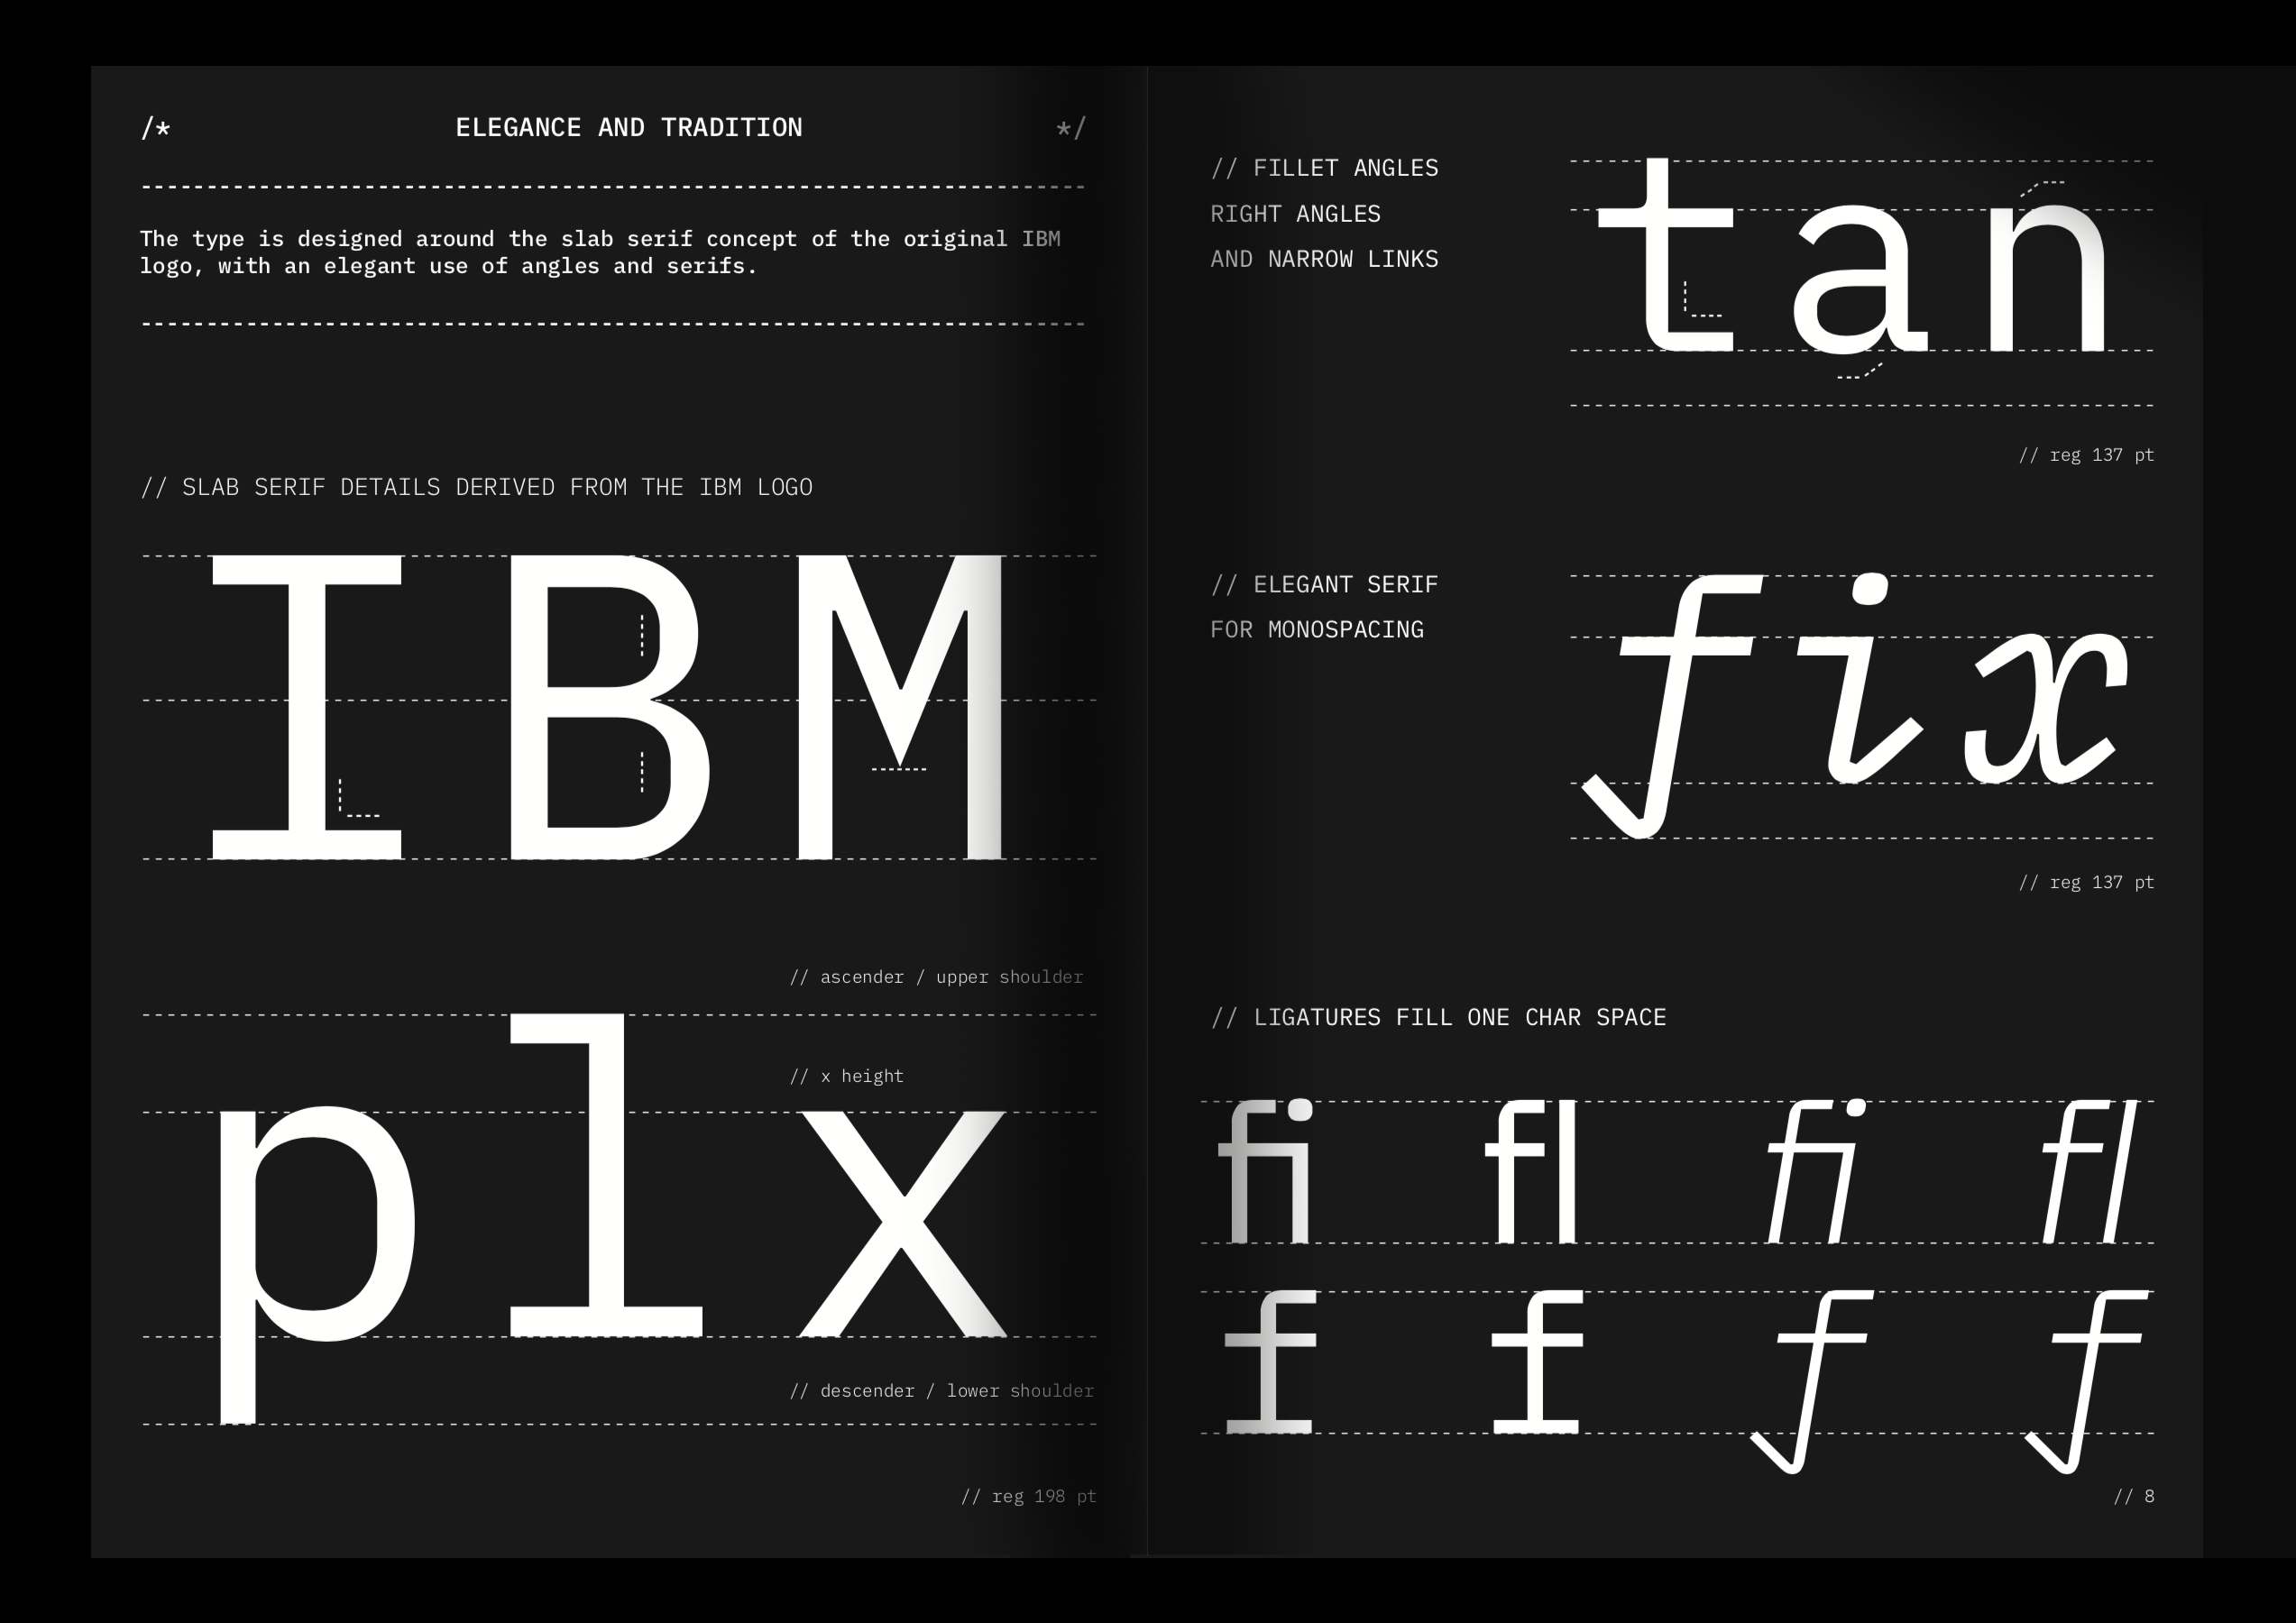 /* ELEGANCE AND TRADITION */
The type is designed around the slab serif concept of the original IBM
logo, with an elegant use of angles and serifs.
// SLAB SERIF DETAILS DERIVED FROM THE IBM LOGO
IBM
// ascender / upper shoulder
// x height
plx
// descender / lower shoulder
// reg 198 pt
// FILLET ANGLES
RIGHT ANGLES
AND NARROW LINKS
tan
// reg 137 pt
// ELEGANT SERIF
FOR MONOSPACING
fix
// reg 137 pt
// LIGATURES FILL ONE CHAR SPACE
fi fl fi fl
f f f f
// 8